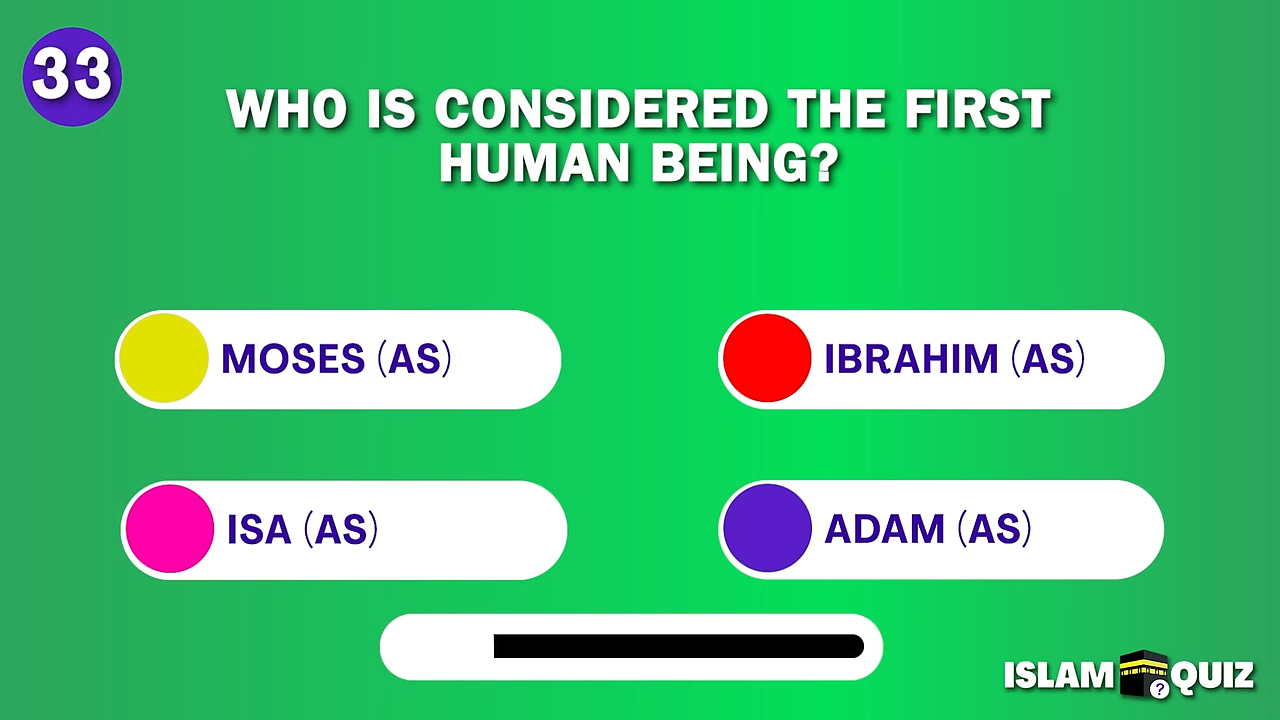 33
WHO IS CONSIDERED THE FIRST
HUMAN BEING?
MOSES (AS)
IBRAHIM (AS)
ISA (AS)
ADAM (AS)
ISLAM ? QUIZ